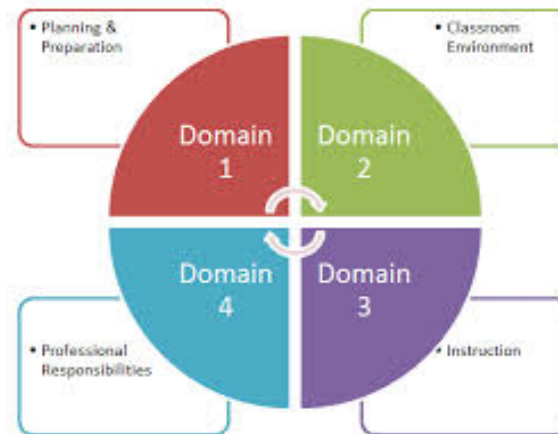 • Planning &
Preparation
• Classroom
Environment
Domain
1
Domain
2
Domain
4
Domain
3
• Professional
Responsibilities
• Instruction